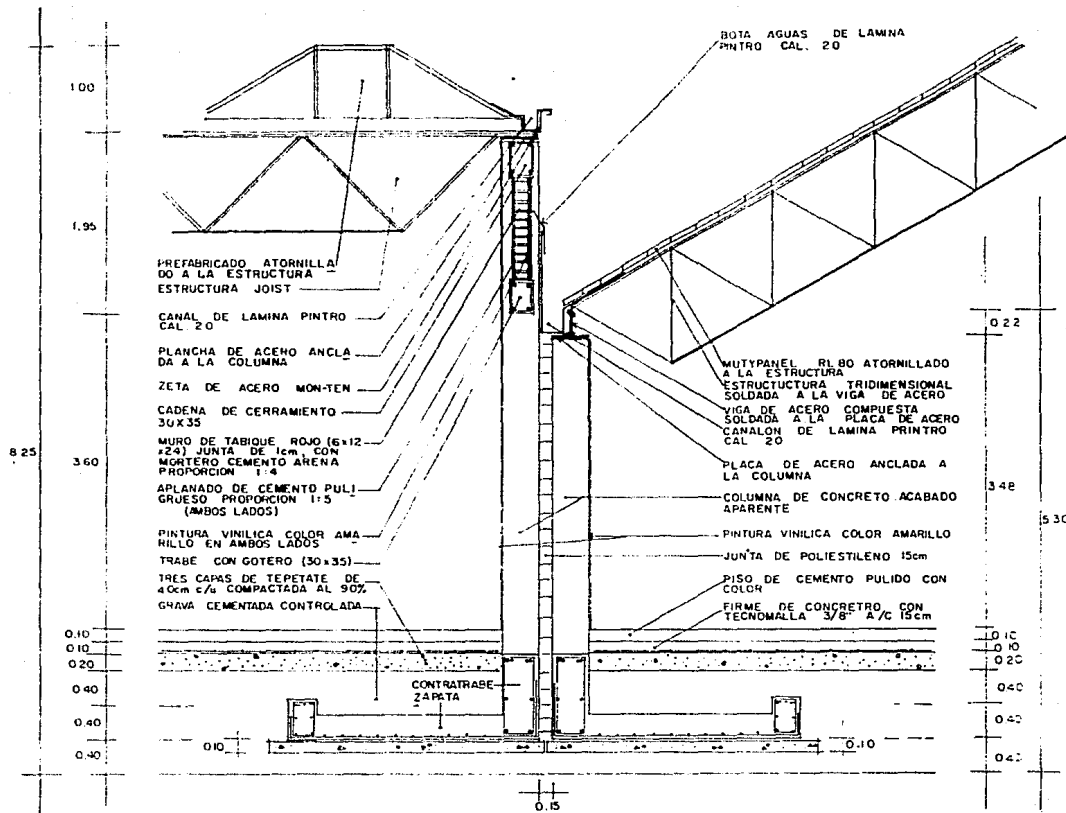 BOTA AGUAS DE LAMINA
PINTRO CAL. 20
1.00
1.95
3.60
8.25
0.10
0.10
0.20
0.40
0.40
0.40
PREFABRICADO ATORNILLA
DO A LA ESTRUCTURA
ESTRUCTURA JOIST
CANAL DE LAMINA PINTRO
CAL. 20
PLANCHA DE ACERO ANCLA
DA A LA COLUMNA
ZETA DE ACERO MON-TEN
CADENA DE CERRAMIENTO
30X35
MURO DE TABIQUE ROJO (6x12
x24) JUNTA DE 1cm, CON
MORTERO CEMENTO ARENA
PROPORCION 1:4
APLANADO DE CEMENTO PULI
GRUESO PROPORCION 1:5
(AMBOS LADOS)
PINTURA VINILICA COLOR AMA
RILLO EN AMBOS LADOS
TRABE CON GOTERO (30x35)
TRES CAPAS DE TEPETATE DE
40cm c/u COMPACTADA AL 90%
GRAVA CEMENTADA CONTROLADA
CONTRATRABE
ZAPATA
0.10
0.10
0.15
MUTYPANEL RL 80 ATORNILLADO
A LA ESTRUCTURA
ESTRUCTUCTURA TRIDIMENSIONAL
SOLDADA A LA VIGA DE ACERO
VIGA DE ACERO COMPUESTA
SOLDADA A LA PLACA DE ACERO
CANALON DE LAMINA PRINTRO
CAL 20
PLACA DE ACERO ANCLADA A
LA COLUMNA
COLUMNA DE CONCRETO ACABADO
APARENTE
PINTURA VINILICA COLOR AMARILLO
JUNTA DE POLIESTILENO 15cm
PISO DE CEMENTO PULIDO CON
COLOR
FIRME DE CONCRETRO CON
TECNOMALLA 3/8" A/C 15cm
0.22
3.48
5.30
0.10
0.10
0.20
0.40
0.40
0.40